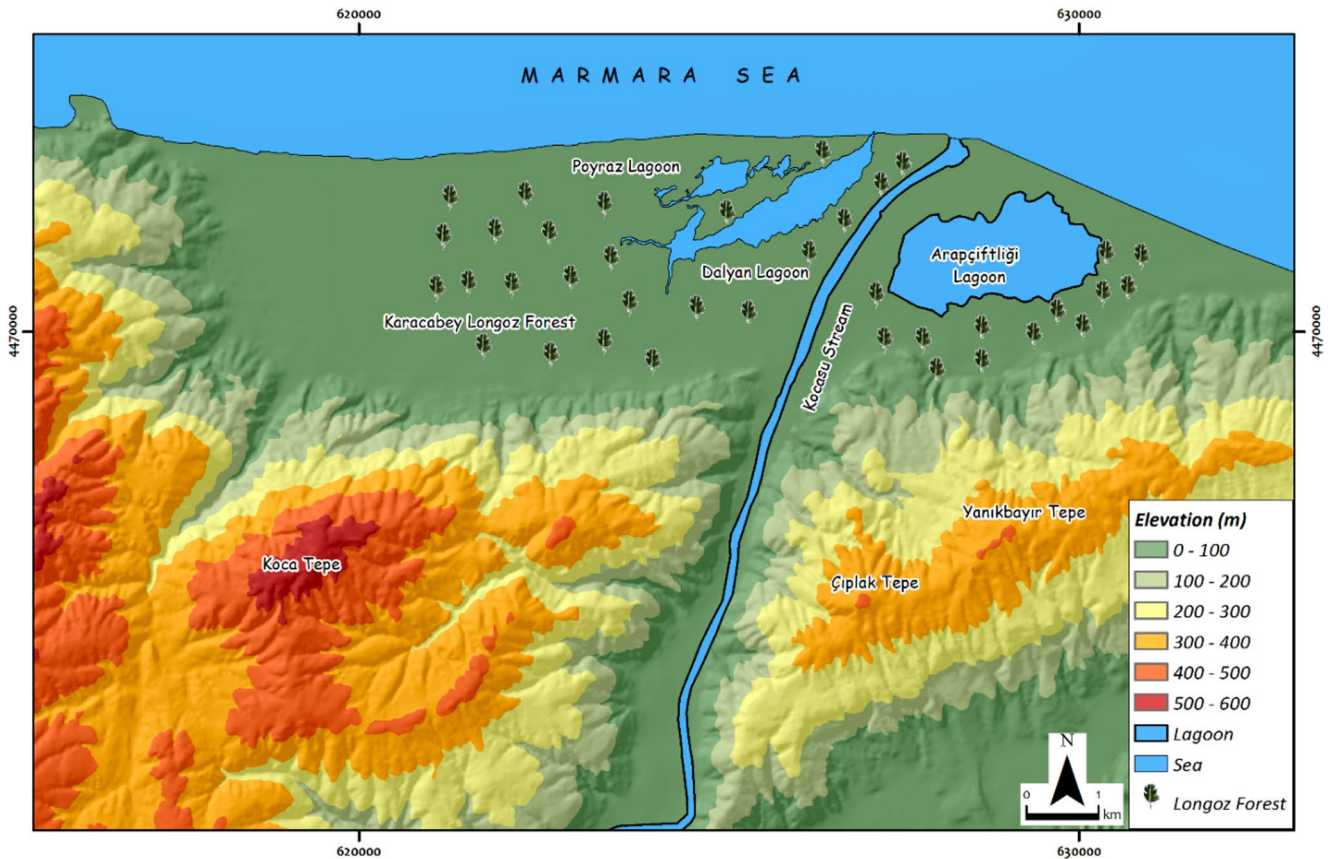 620000
630000
MARMARA SEA
Poyraz Lagoon
Arapçiftliği
Lagoon
Dalyan Lagoon
Karacabey Longoz Forest
Kocasu Stream
4470000
4470000
Yanıkbayır Tepe
Koca Tepe
Çıplak Tepe
Elevation (m)
0 - 100
100 - 200
200 - 300
300 - 400
400 - 500
500 - 600
Lagoon
Sea
Longoz Forest
N
0 1
km
620000
630000